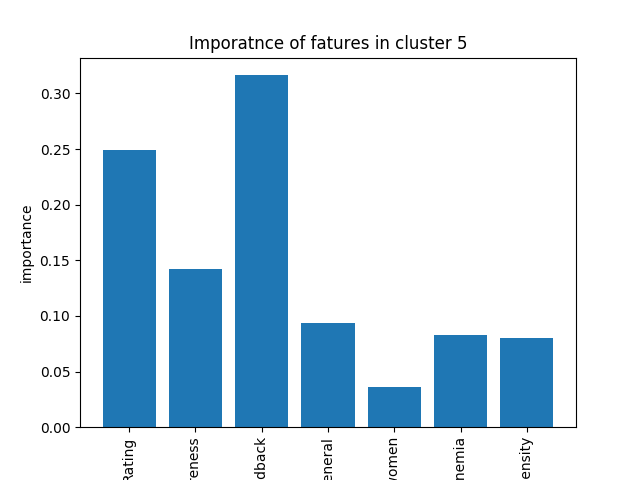 Imporatnce of fatures in cluster 5
importance
0.30
0.25
0.20
0.15
0.10
0.05
0.00
Rating
reness
dback
eneral
women
nemia
ensity